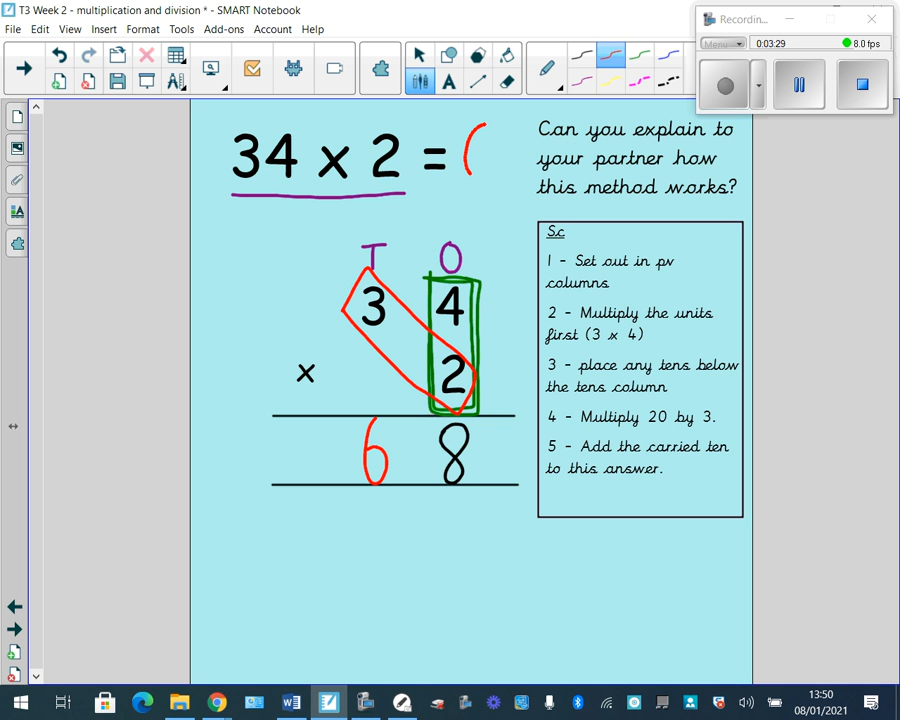 T3 Week 2 - multiplication and division * - SMART Notebook
File Edit View Insert Format Tools Add-ons Account Help
Recordin...
Menu
0:03:29
8.0 fps
34 x 2 = (
Can you explain to
your partner how
this method works?
T O
3 4
x 2
6 8
Sc
1 - Set out in pv
columns
2 - Multiply the units
first (3 x 4)
3 - place any tens below
the tens column
4 - Multiply 20 by 3.
5 - Add the carried ten
to this answer.
13:50
08/01/2021